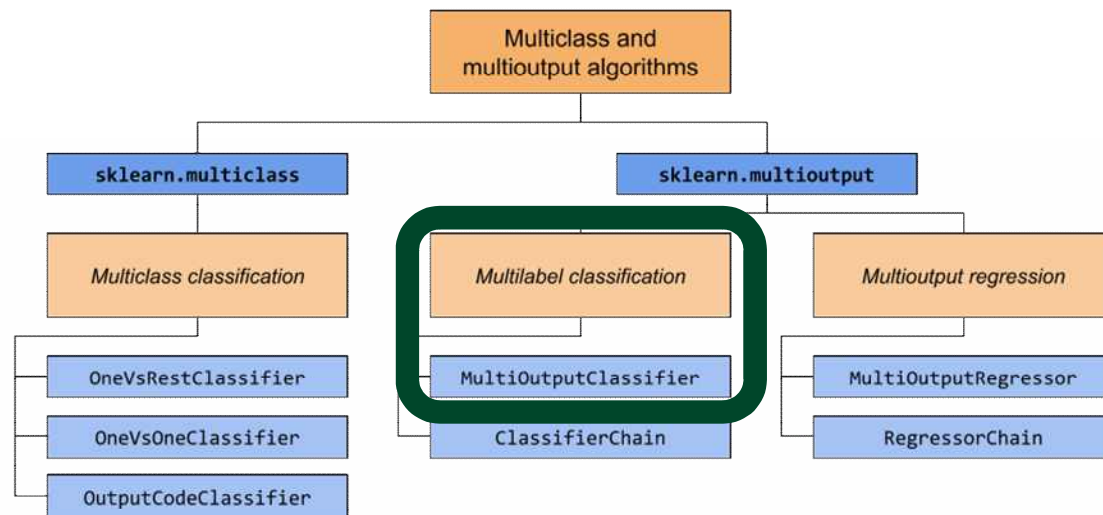 Multiclass and
multioutput algorithms
sklearn.multiclass
sklearn.multioutput
Multiclass classification
Multilabel classification
Multioutput regression
OneVsRestClassifier
MultiOutputClassifier
MultiOutputRegressor
OneVsOneClassifier
ClassifierChain
RegressorChain
OutputCodeClassifier